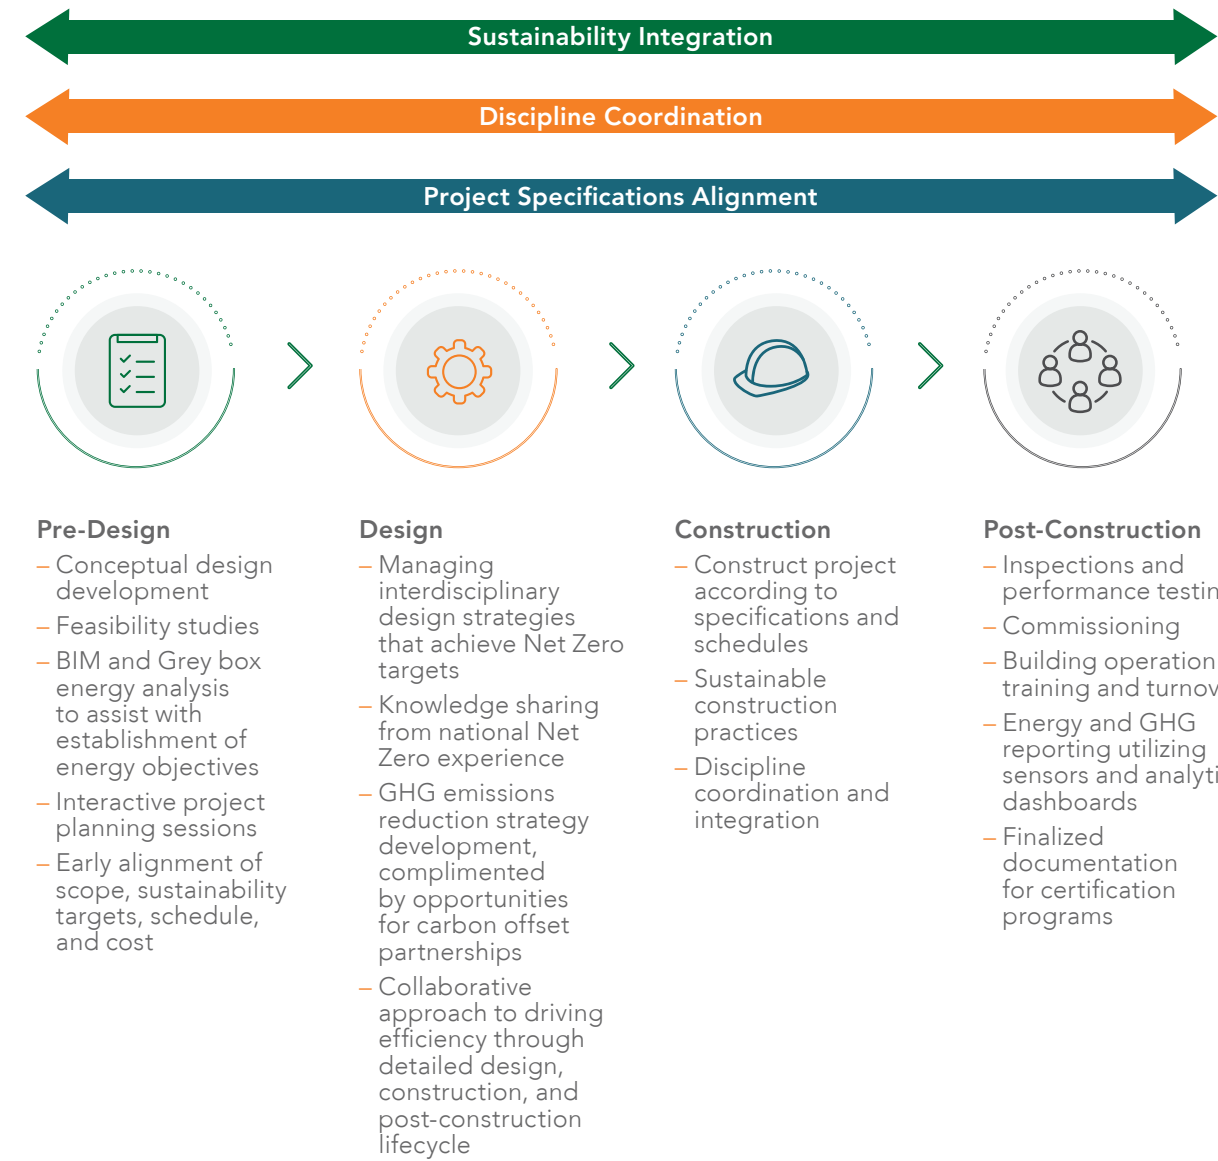 Sustainability Integration
Discipline Coordination
Project Specifications Alignment
Pre-Design
– Conceptual design
development
– Feasibility studies
– BIM and Grey box
energy analysis
to assist with
establishment of
energy objectives
– Interactive project
planning sessions
– Early alignment of
scope, sustainability
targets, schedule,
and cost
Design
– Managing
interdisciplinary
design strategies
that achieve Net Zero
targets
– Knowledge sharing
from national Net
Zero experience
– GHG emissions
reduction strategy
development,
complimented
by opportunities
for carbon offset
partnerships
– Collaborative
approach to driving
efficiency through
detailed design,
construction, and
post-construction
lifecycle
Construction
– Construct project
according to
specifications and
schedules
– Sustainable
construction
practices
– Discipline
coordination and
integration
Post-Construction
– Inspections and
performance testin
– Commissioning
– Building operation
training and turnov
– Energy and GHG
reporting utilizing
sensors and analyti
dashboards
– Finalized
documentation
for certification
programs